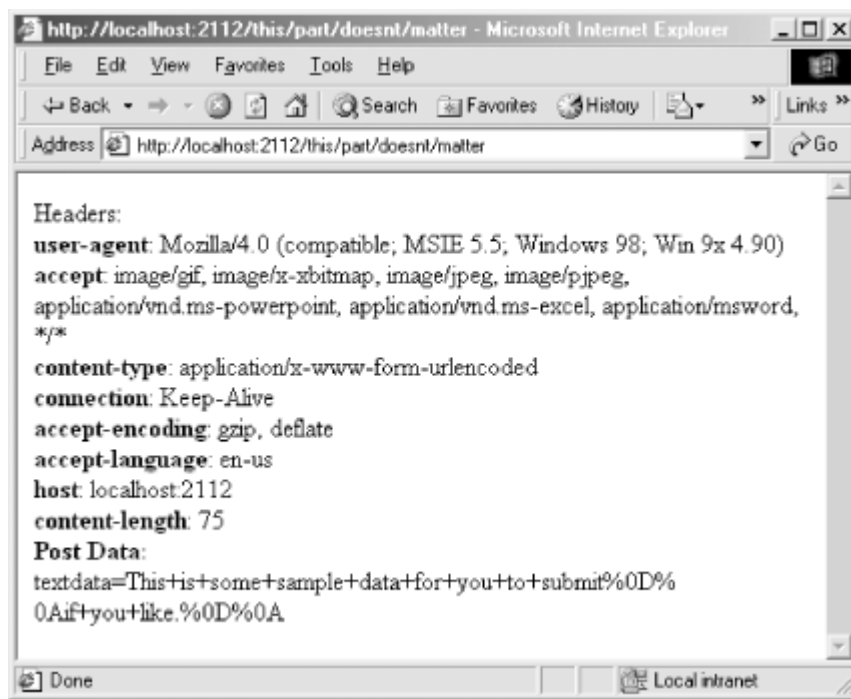 http://localhost:2112/this/part/doesnt/matter - Microsoft Internet Explorer
File Edit View Favorites Tools Help
Back Search Favorites History » Links »
Address http://localhost:2112/this/part/doesnt/matter Go
Headers:
user-agent: Mozilla/4.0 (compatible; MSIE 5.5; Windows 98; Win 9x 4.90)
accept: image/gif, image/x-xbitmap, image/jpeg, image/pjpeg,
application/vnd.ms-powerpoint, application/vnd.ms-excel, application/msword,
*/*
content-type: application/x-www-form-urlencoded
connection: Keep-Alive
accept-encoding: gzip, deflate
accept-language: en-us
host: localhost:2112
content-length: 75
Post Data:
textdata=This+is+some+sample+data+for+you+to+submit%0D%
0Aif+you+like.%0D%0A
Done Local intranet